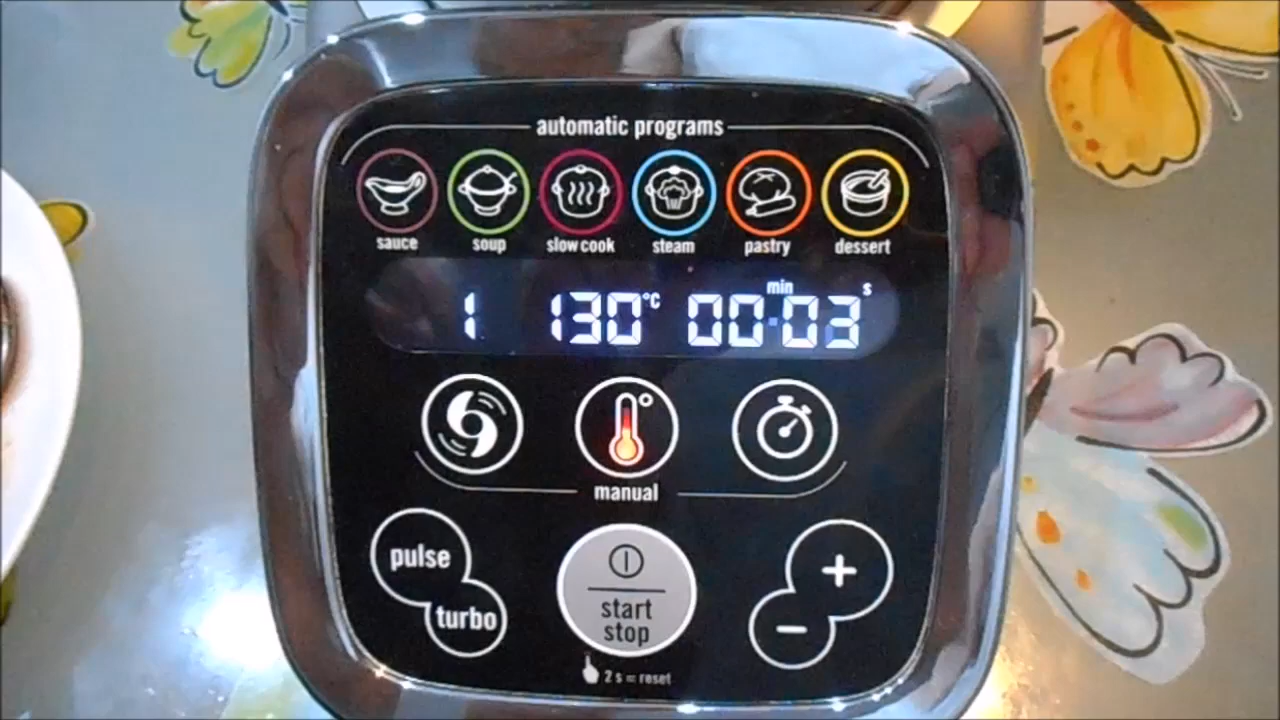 automatic programs
sauce soup slow cook steam pastry dessert
min s
1 130°C 00:03
manual
pulse
turbo
start
stop
+
-
2 s = reset